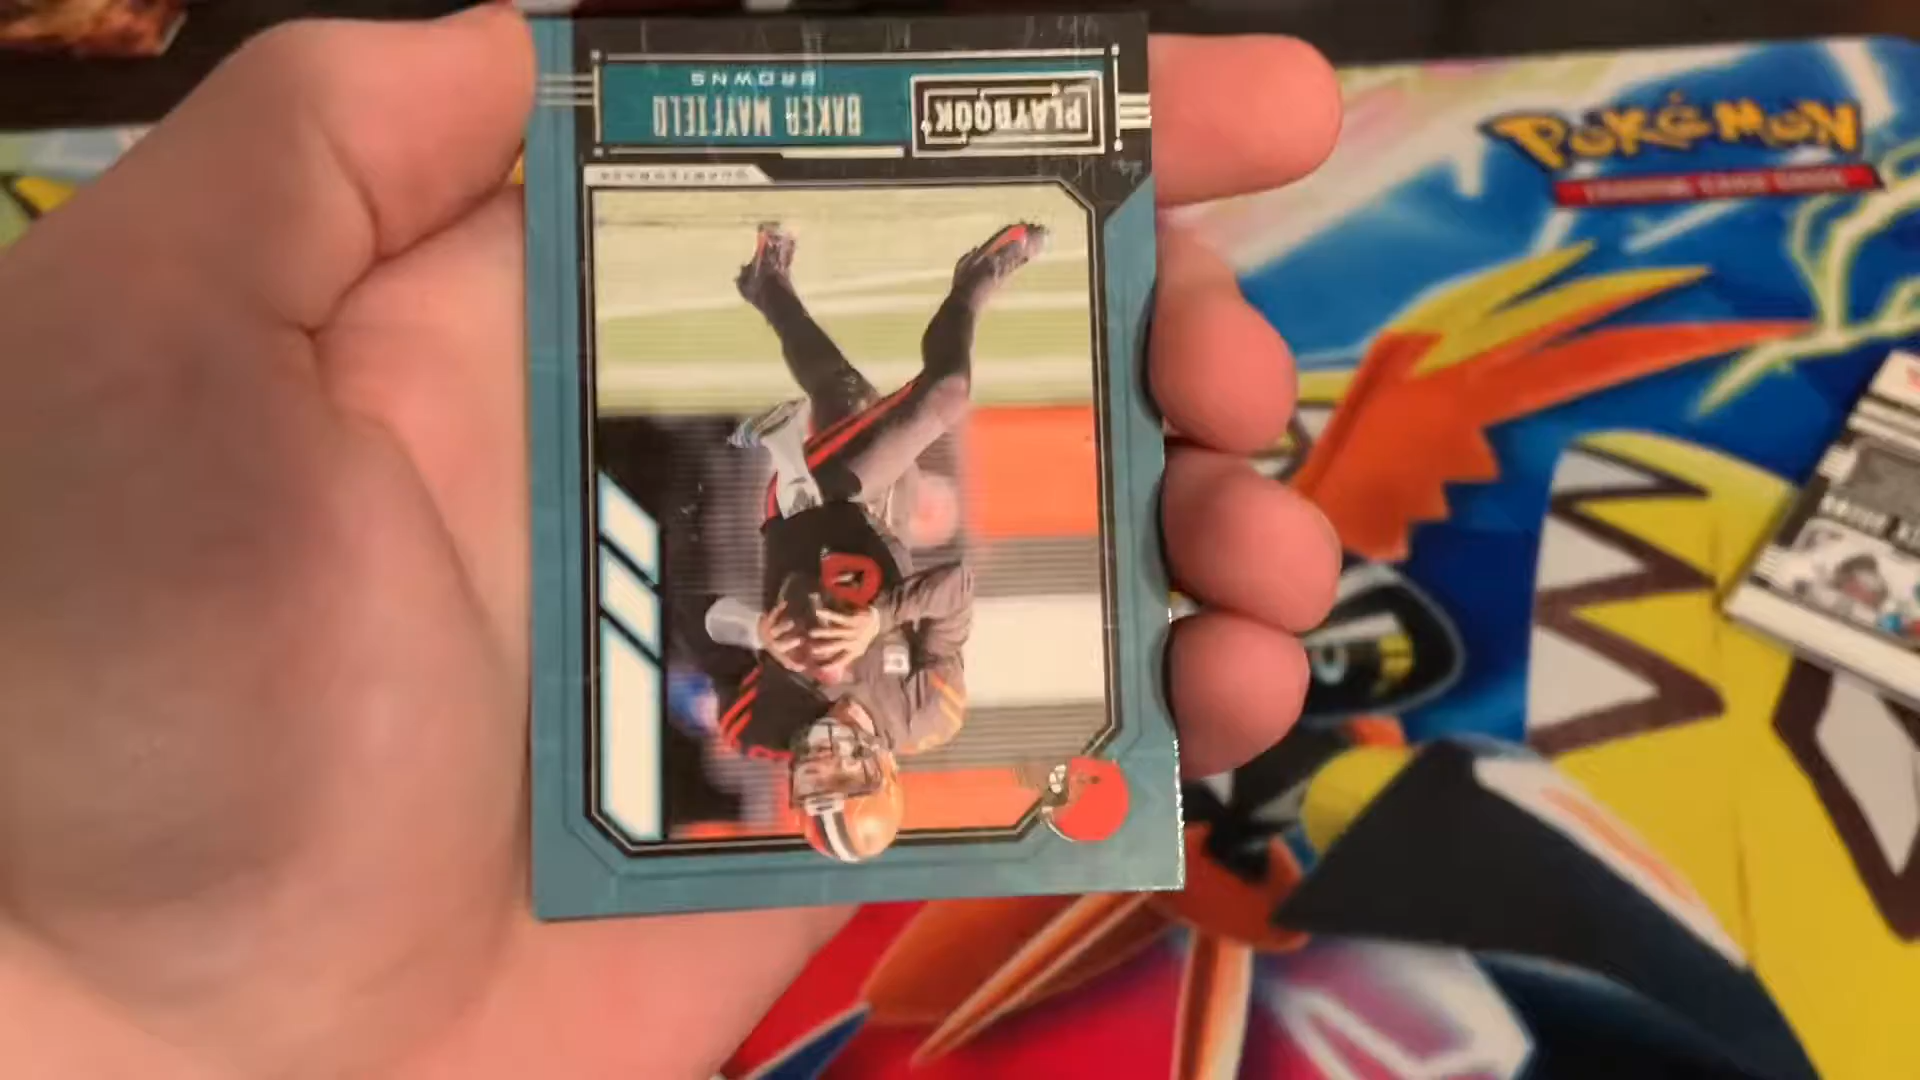 PLAYBOOK
BAKER MAYFIELD
BROWNS
QUARTERBACK
POKéMON
TRADING CARD GAME